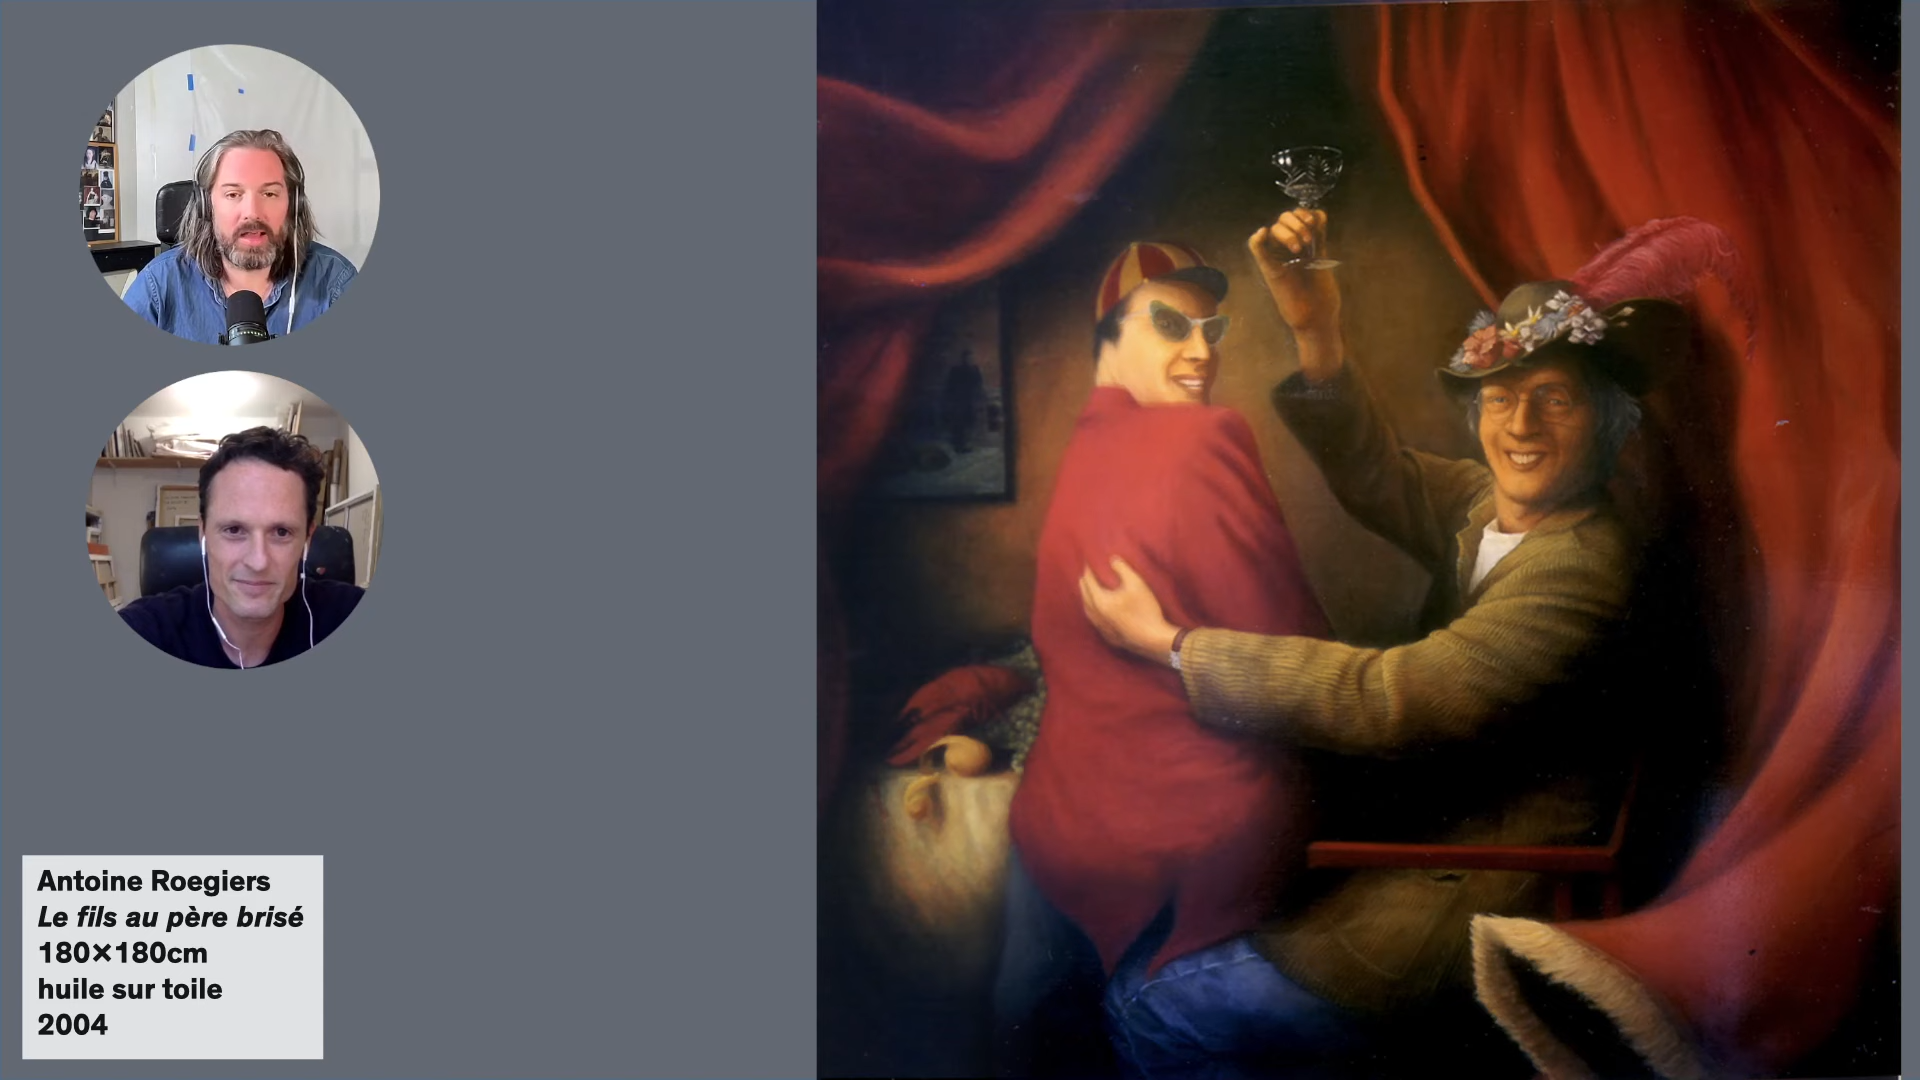 Antoine Roegiers
Le fils au père brisé
180×180cm
huile sur toile
2004